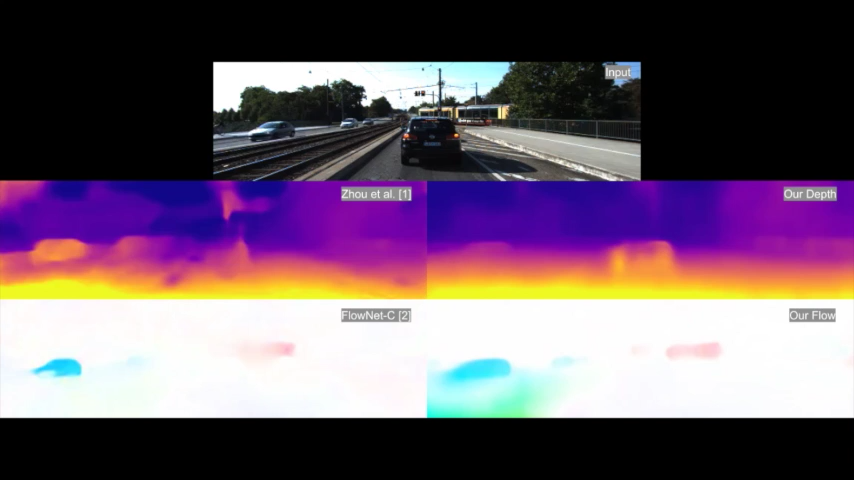 Input
Zhou et al. [1]
Our Depth
FlowNet-C [2]
Our Flow